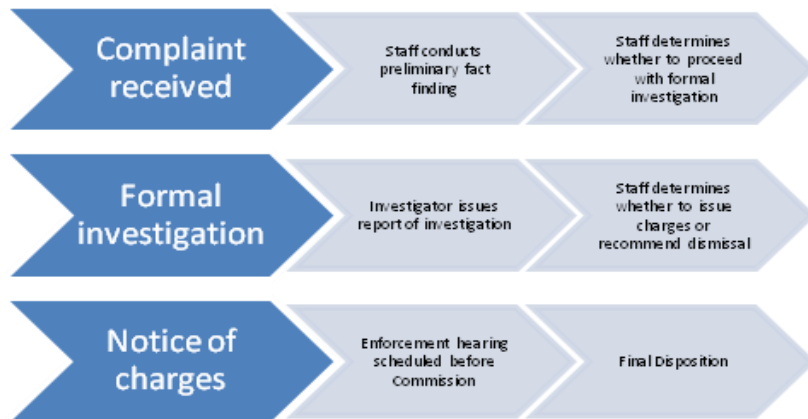 Complaint
received
Staff conducts
preliminary fact
finding
Staff determines
whether to proceed
with formal
investigation
Formal
investigation
Investigator issues
report of investigation
Staff determines
whether to issue
charges or
recommend dismissal
Notice of
charges
Enforcement hearing
scheduled before
Commission
Final Disposition